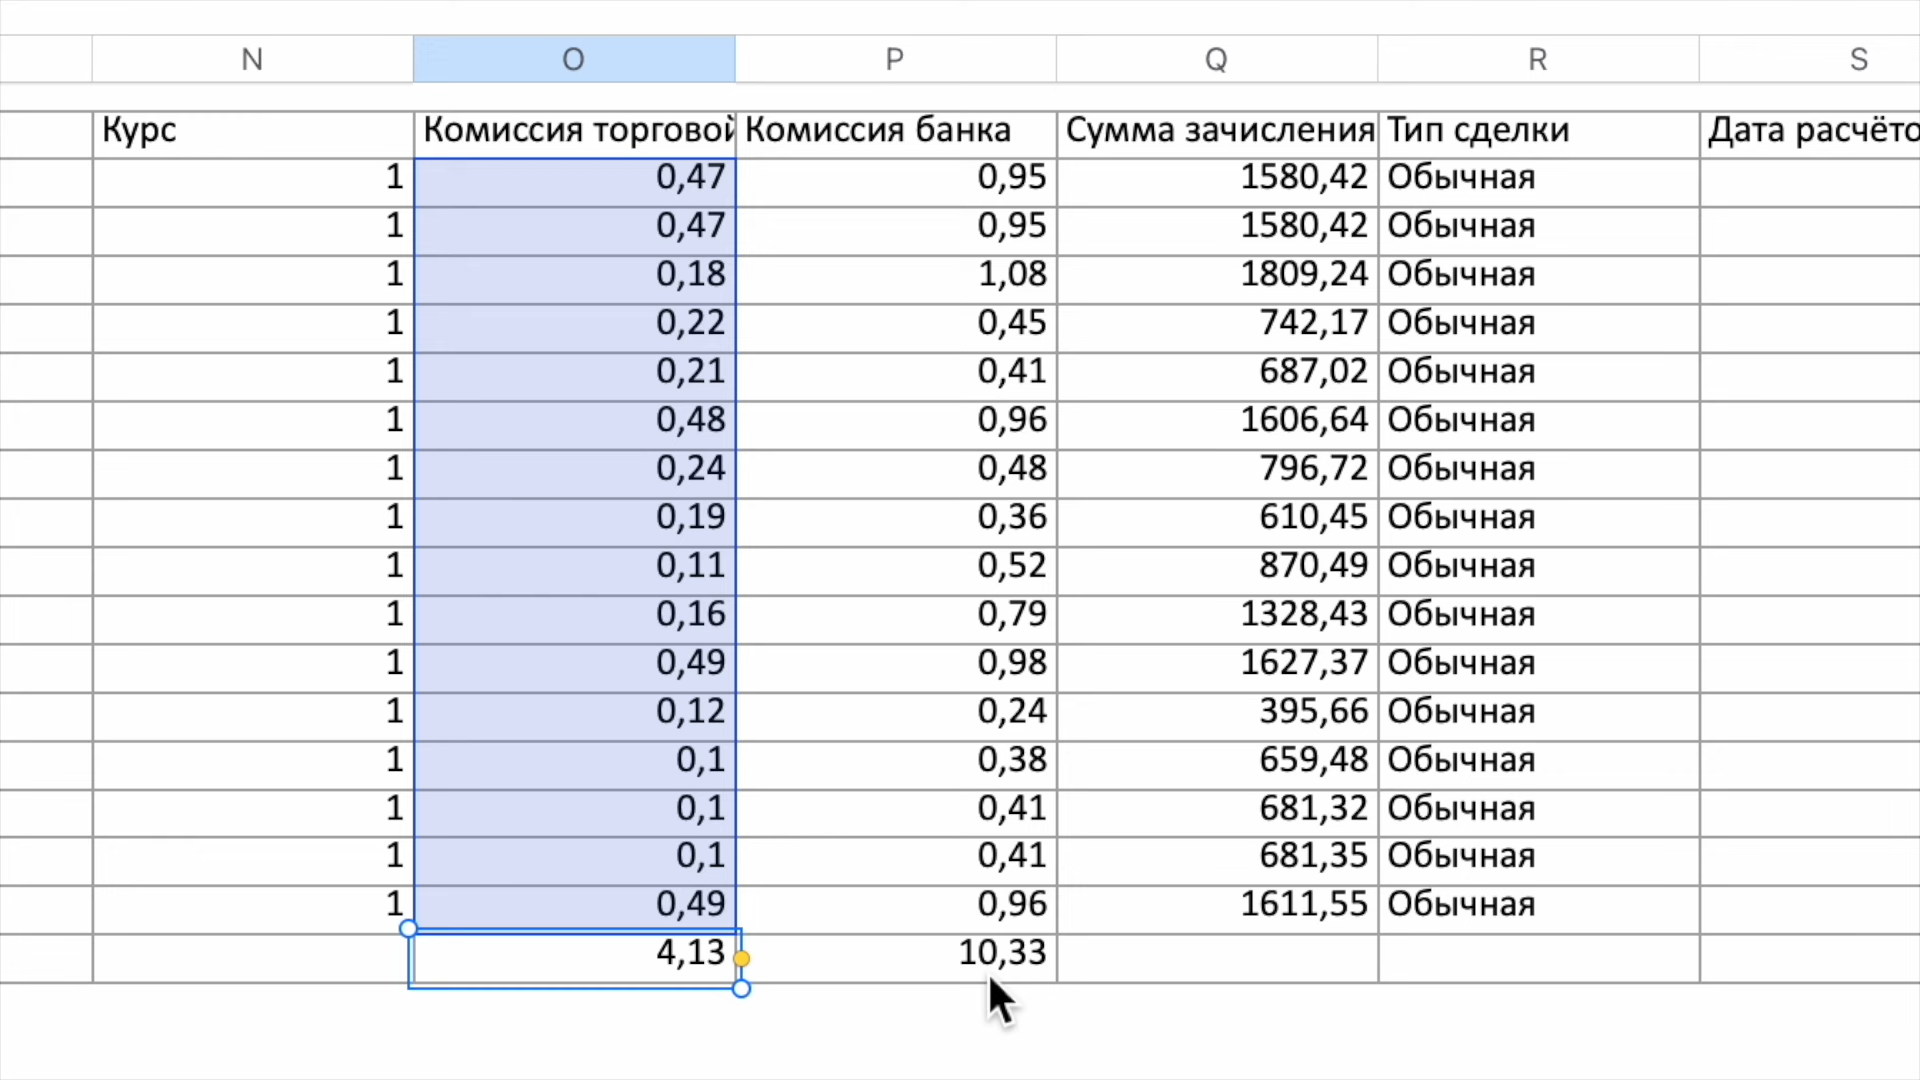 N O P Q R S
Курс Комиссия торговой Комиссия банка Сумма зачисления Тип сделки Дата расчёто
1 0,47 0,95 1580,42 Обычная
1 0,47 0,95 1580,42 Обычная
1 0,18 1,08 1809,24 Обычная
1 0,22 0,45 742,17 Обычная
1 0,21 0,41 687,02 Обычная
1 0,48 0,96 1606,64 Обычная
1 0,24 0,48 796,72 Обычная
1 0,19 0,36 610,45 Обычная
1 0,11 0,52 870,49 Обычная
1 0,16 0,79 1328,43 Обычная
1 0,49 0,98 1627,37 Обычная
1 0,12 0,24 395,66 Обычная
1 0,1 0,38 659,48 Обычная
1 0,1 0,41 681,32 Обычная
1 0,1 0,41 681,35 Обычная
1 0,49 0,96 1611,55 Обычная
4,13 10,33